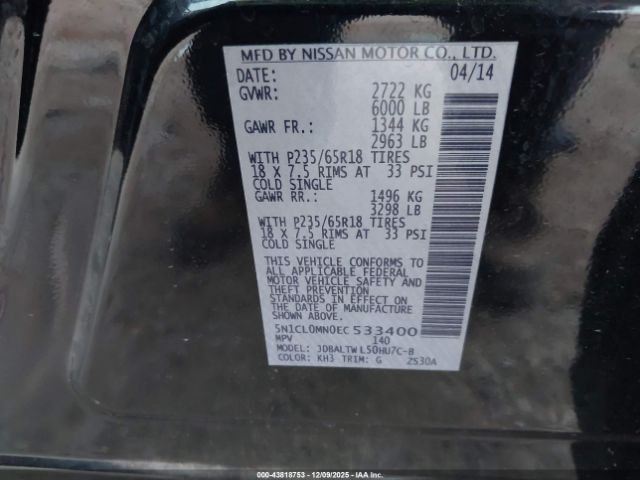 MFD BY NISSAN MOTOR CO., LTD.
DATE: 04/14
GVWR: 2722 KG
6000 LB
GAWR FR.: 1344 KG
2963 LB
WITH P235/65R18 TIRES
18 X 7.5 RIMS AT 33 PSI
COLD SINGLE
GAWR RR.: 1496 KG
3298 LB
WITH P235/65R18 TIRES
18 X 7.5 RIMS AT 33 PSI
COLD SINGLE
THIS VEHICLE CONFORMS TO
ALL APPLICABLE FEDERAL
MOTOR VEHICLE SAFETY AND
THEFT PREVENTION
STANDARDS IN EFFECT ON
THE DATE OF MANUFACTURE
SHOWN ABOVE.
5N1CL0MN0EC533400
MPV 140
MODEL: JDBALTWL50HU7C-B
COLOR: KH3 TRIM: G 2S30A
000-43818753 - 12/09/2025 - IAA